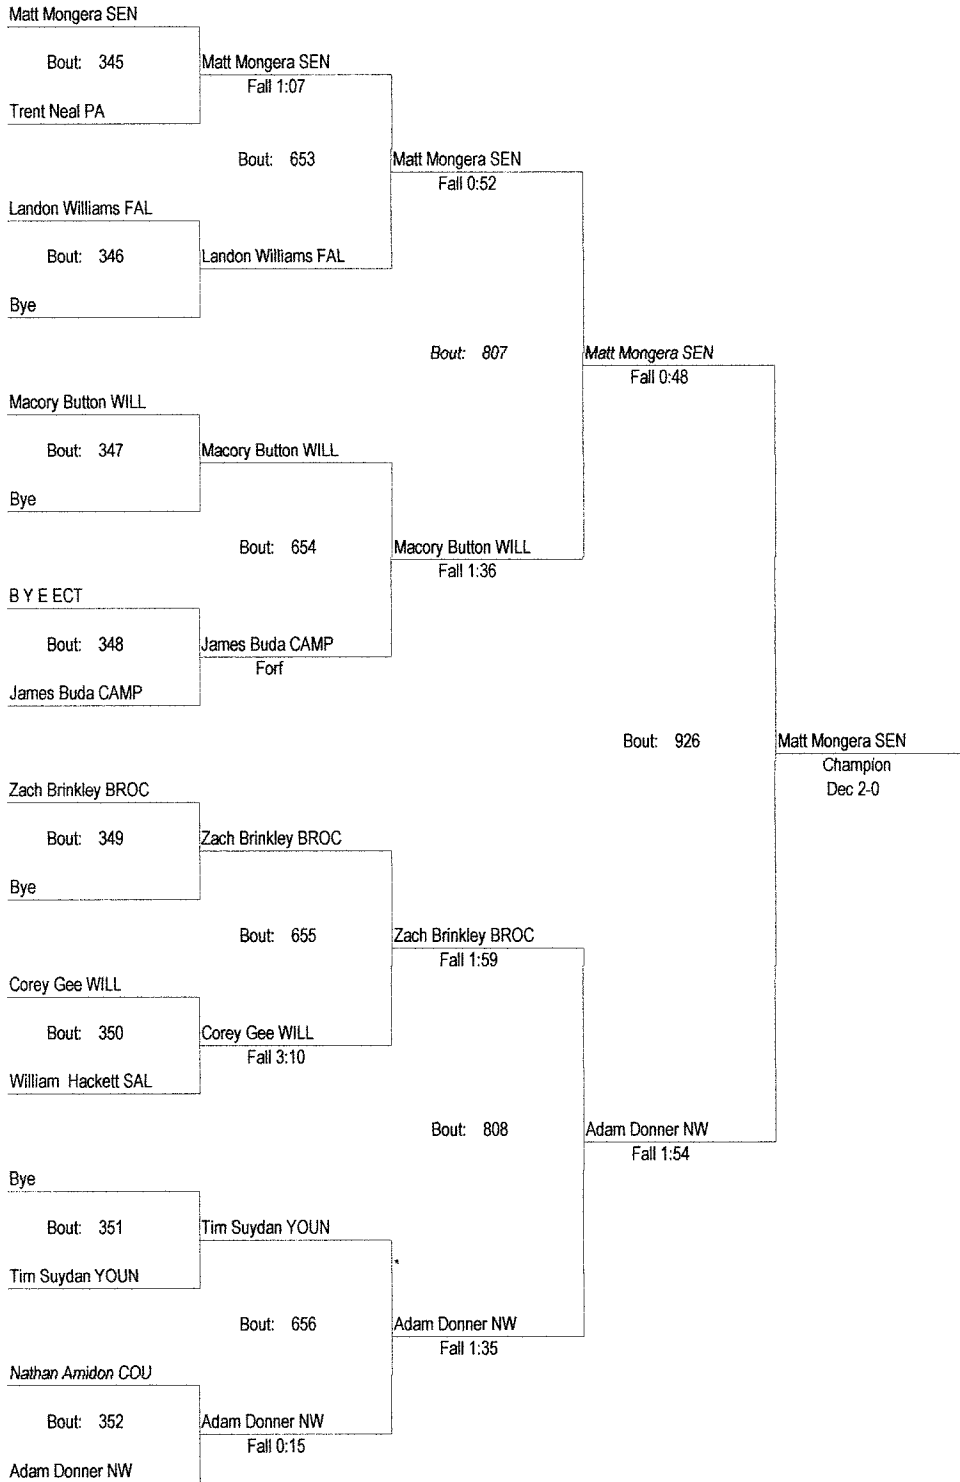 Matt Mongera SEN
Bout: 345
Matt Mongera SEN
Fall 1:07
Trent Neal PA
Bout: 653
Matt Mongera SEN
Fall 0:52
Landon Williams FAL
Bout: 346
Landon Williams FAL
Bye
Bout: 807
Matt Mongera SEN
Fall 0:48
Macory Button WILL
Bout: 347
Macory Button WILL
Bye
Bout: 654
Macory Button WILL
Fall 1:36
B Y E ECT
Bout: 348
James Buda CAMP
Forf
James Buda CAMP
Bout: 926
Matt Mongera SEN
Champion
Dec 2-0
Zach Brinkley BROC
Bout: 349
Zach Brinkley BROC
Bye
Bout: 655
Zach Brinkley BROC
Fall 1:59
Corey Gee WILL
Bout: 350
Corey Gee WILL
Fall 3:10
William Hackett SAL
Bout: 808
Adam Donner NW
Fall 1:54
Bye
Bout: 351
Tim Suydan YOUN
Tim Suydan YOUN
Bout: 656
Adam Donner NW
Fall 1:35
Nathan Amidon COU
Bout: 352
Adam Donner NW
Fall 0:15
Adam Donner NW